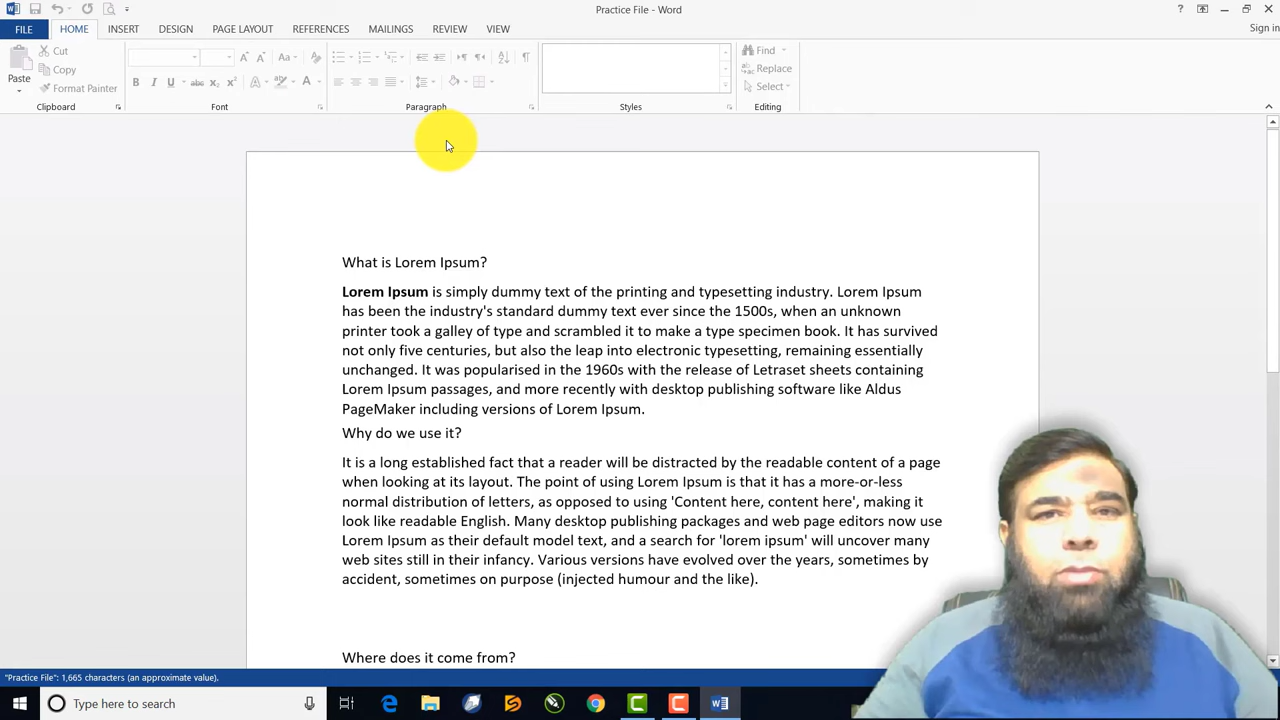 Practice File - Word
FILE HOME INSERT DESIGN PAGE LAYOUT REFERENCES MAILINGS REVIEW VIEW Sign in
Paste
Cut
Copy
Format Painter
Clipboard
Font
Paragraph
Styles
Find
Replace
Select
Editing
What is Lorem Ipsum?
Lorem Ipsum is simply dummy text of the printing and typesetting industry. Lorem Ipsum
has been the industry's standard dummy text ever since the 1500s, when an unknown
printer took a galley of type and scrambled it to make a type specimen book. It has survived
not only five centuries, but also the leap into electronic typesetting, remaining essentially
unchanged. It was popularised in the 1960s with the release of Letraset sheets containing
Lorem Ipsum passages, and more recently with desktop publishing software like Aldus
PageMaker including versions of Lorem Ipsum.
Why do we use it?
It is a long established fact that a reader will be distracted by the readable content of a page
when looking at its layout. The point of using Lorem Ipsum is that it has a more-or-less
normal distribution of letters, as opposed to using 'Content here, content here', making it
look like readable English. Many desktop publishing packages and web page editors now use
Lorem Ipsum as their default model text, and a search for 'lorem ipsum' will uncover many
web sites still in their infancy. Various versions have evolved over the years, sometimes by
accident, sometimes on purpose (injected humour and the like).
Where does it come from?
"Practice File": 1,665 characters (an approximate value).
Type here to search